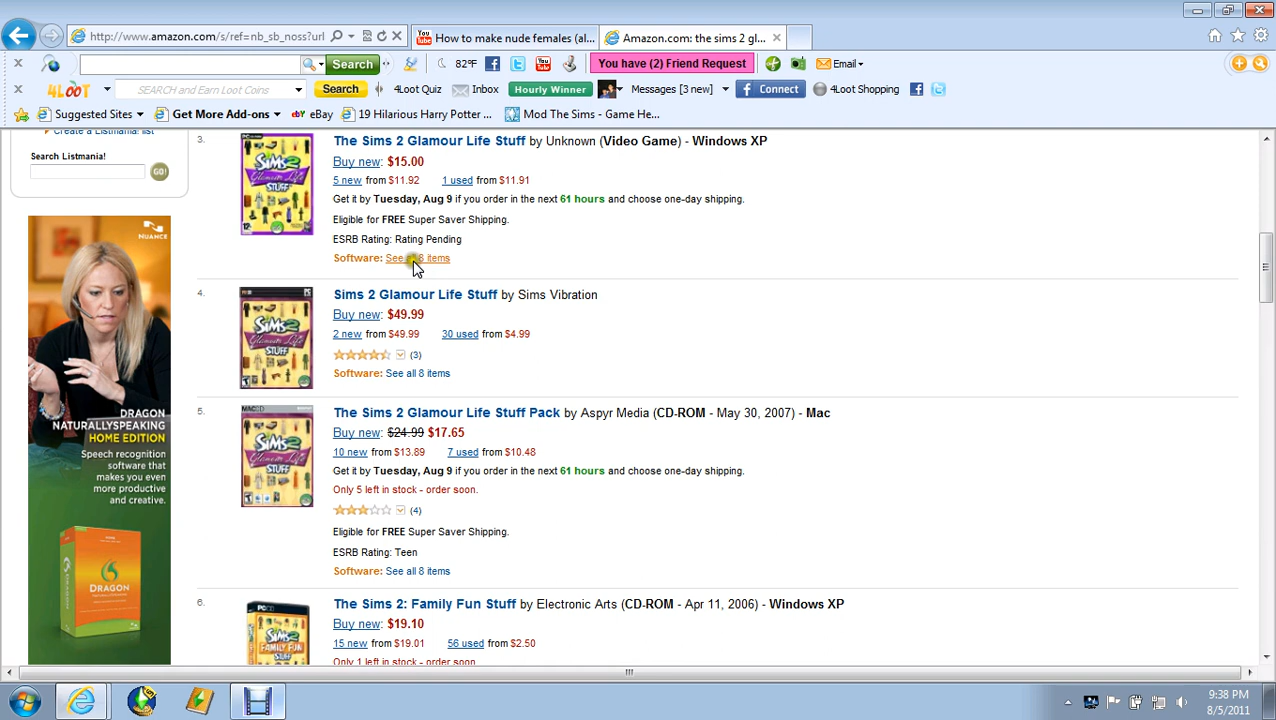 http://www.amazon.com/s/ref=nb_sb_noss?url
How to make nude females (al...
Amazon.com: the sims 2 gl...
Search
82°F
You have (2) Friend Request
Email
4LOOT
SEARCH and Earn Loot Coins
Search
4Loot Quiz
Inbox
Hourly Winner
Messages [3 new]
Connect
4Loot Shopping
Suggested Sites
Get More Add-ons
eBay
19 Hilarious Harry Potter ...
Mod The Sims - Game He...
Create a Listmania! list
Search Listmania!
GO!
NUANCE
DRAGON
NATURALLYSPEAKING
HOME EDITION
Speech recognition
software that
makes you even
more productive
and creative.
DRAGON
3.
The Sims 2 Glamour Life Stuff by Unknown (Video Game) - Windows XP
Buy new: $15.00
5 new from $11.92 1 used from $11.91
Get it by Tuesday, Aug 9 if you order in the next 61 hours and choose one-day shipping.
Eligible for FREE Super Saver Shipping.
ESRB Rating: Rating Pending
Software: See all 8 items
4.
Sims 2 Glamour Life Stuff by Sims Vibration
Buy new: $49.99
2 new from $49.99 30 used from $4.99
(3)
Software: See all 8 items
5.
The Sims 2 Glamour Life Stuff Pack by Aspyr Media (CD-ROM - May 30, 2007) - Mac
Buy new: $24.99 $17.65
10 new from $13.89 7 used from $10.48
Get it by Tuesday, Aug 9 if you order in the next 61 hours and choose one-day shipping.
Only 5 left in stock - order soon.
(4)
Eligible for FREE Super Saver Shipping.
ESRB Rating: Teen
Software: See all 8 items
6.
The Sims 2: Family Fun Stuff by Electronic Arts (CD-ROM - Apr 11, 2006) - Windows XP
Buy new: $19.10
15 new from $19.01 56 used from $2.50
Only 1 left in stock - order soon.
9:38 PM
8/5/2011